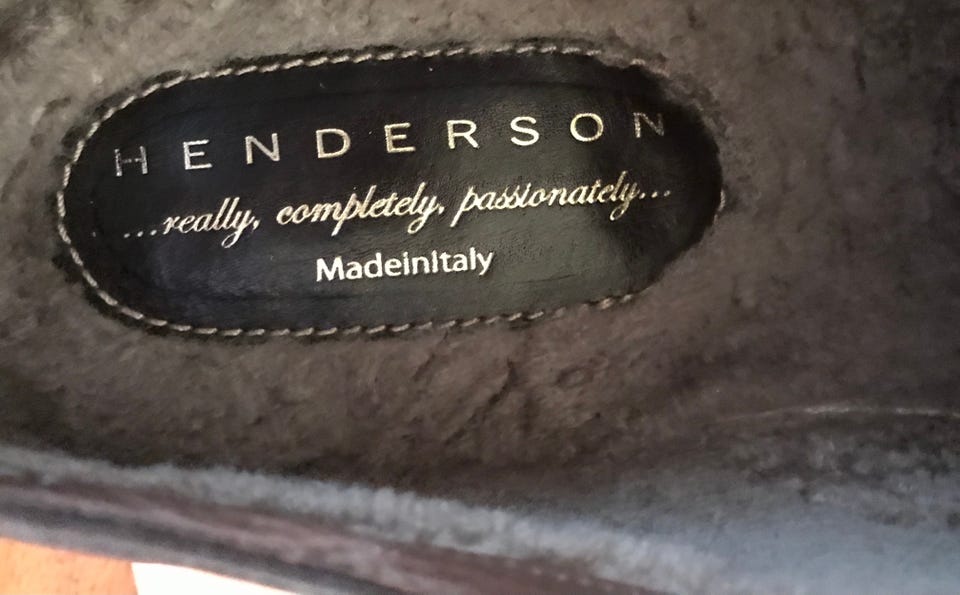 HENDERSON
...really, completely, passionately...
MadeinItaly